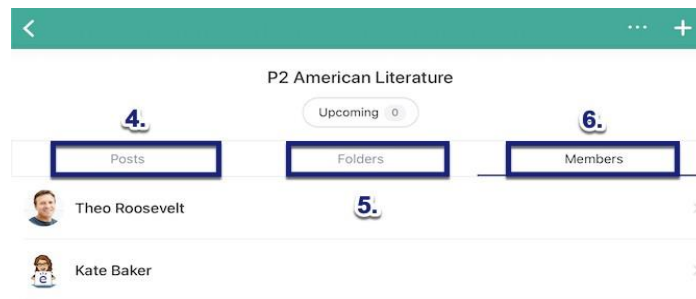 P2 American Literature
Upcoming 0
4.
6.
Posts Folders Members
5.
Theo Roosevelt
Kate Baker
e